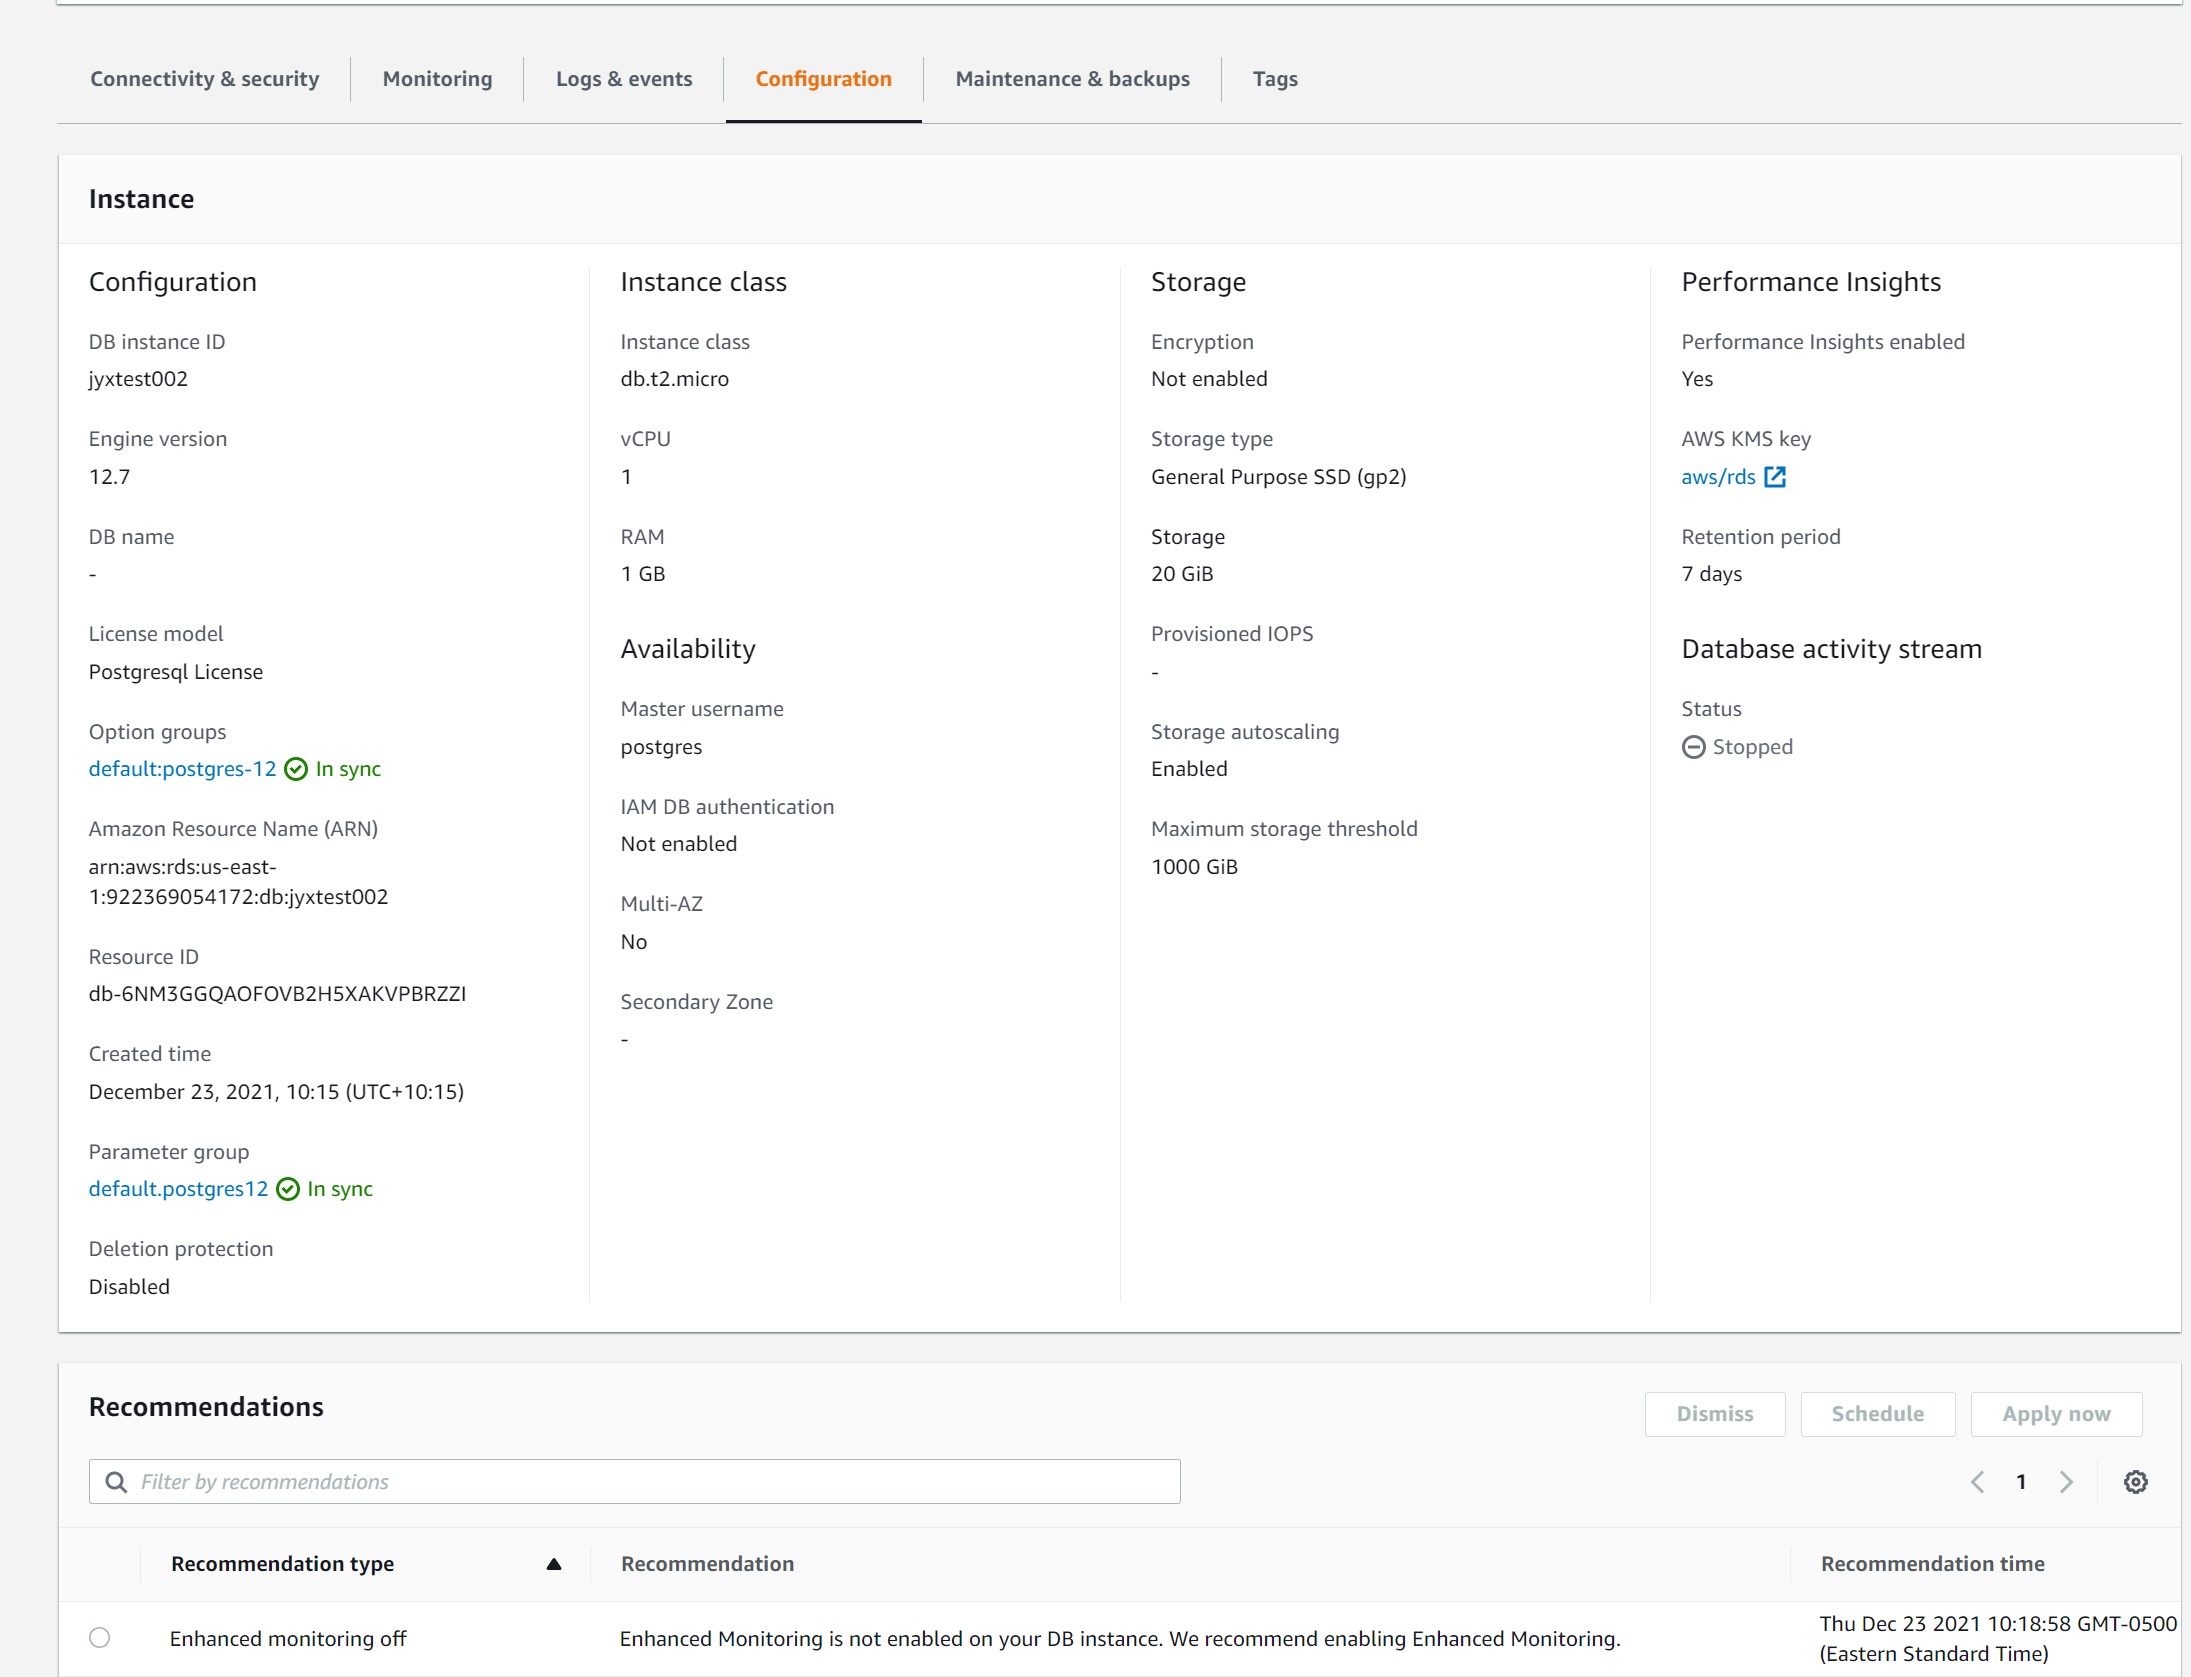 Connectivity & security
Monitoring
Logs & events
Configuration
Maintenance & backups
Tags
Instance
Configuration
DB instance ID
jyxtest002
Engine version
12.7
DB name
-
License model
Postgresql License
Option groups
default:postgres-12 In sync
Amazon Resource Name (ARN)
arn:aws:rds:us-east-
1:922369054172:db:jyxtest002
Resource ID
db-6NM3GGQAOFOVB2H5XAKVPBRZZI
Created time
December 23, 2021, 10:15 (UTC+10:15)
Parameter group
default.postgres12 In sync
Deletion protection
Disabled
Instance class
Instance class
db.t2.micro
vCPU
1
RAM
1 GB
Availability
Master username
postgres
IAM DB authentication
Not enabled
Multi-AZ
No
Secondary Zone
-
Storage
Encryption
Not enabled
Storage type
General Purpose SSD (gp2)
Storage
20 GiB
Provisioned IOPS
-
Storage autoscaling
Enabled
Maximum storage threshold
1000 GiB
Performance Insights
Performance Insights enabled
Yes
AWS KMS key
aws/rds
Retention period
7 days
Database activity stream
Status
Stopped
Recommendations
Dismiss
Schedule
Apply now
Filter by recommendations
1
Recommendation type
Recommendation
Recommendation time
Enhanced monitoring off
Enhanced Monitoring is not enabled on your DB instance. We recommend enabling Enhanced Monitoring.
Thu Dec 23 2021 10:18:58 GMT-0500
(Eastern Standard Time)